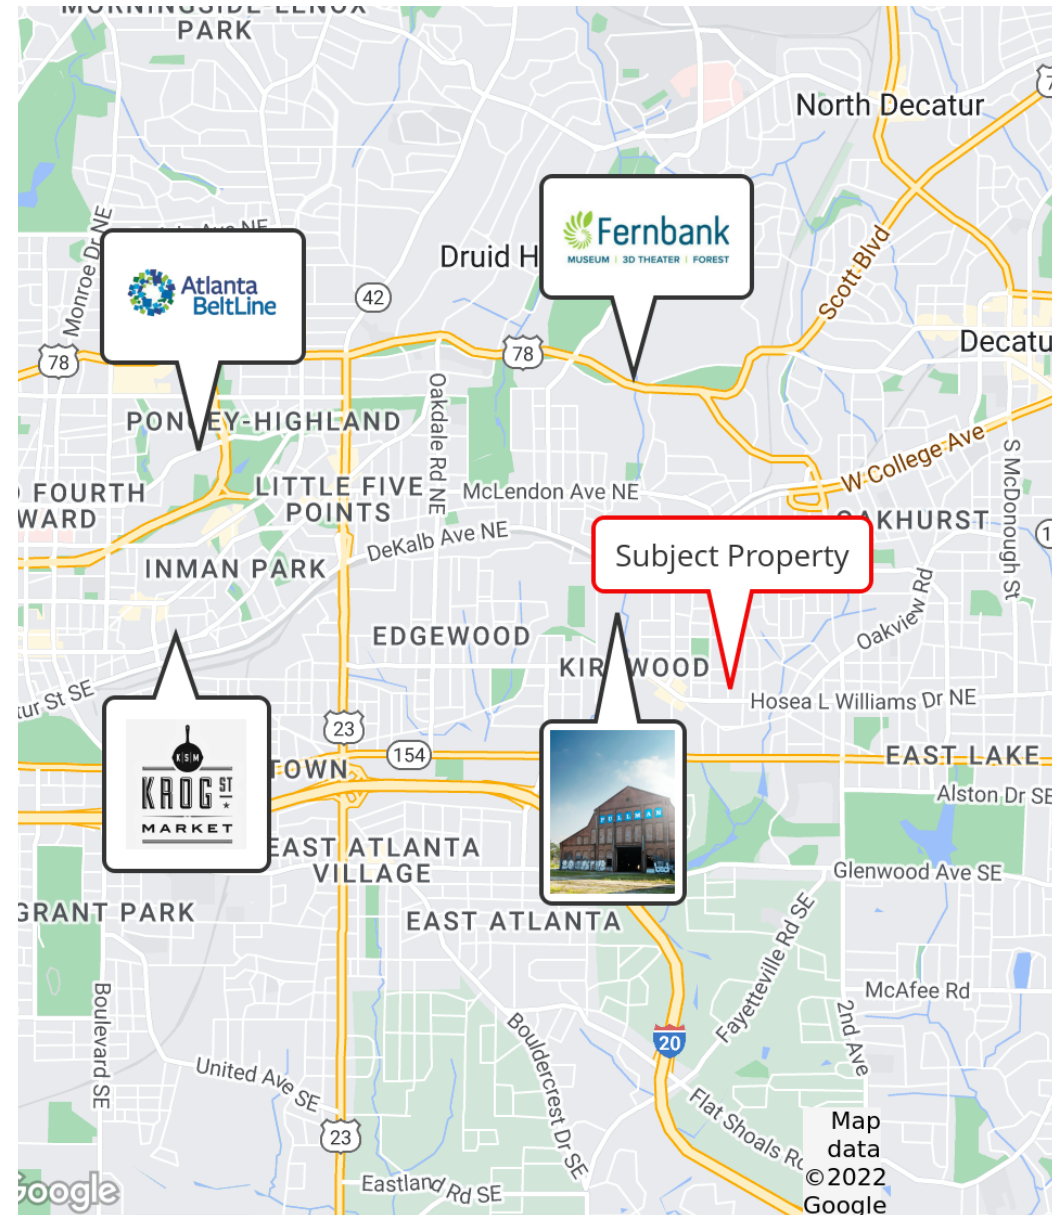 MORNINGSIDE-LENOX
PARK
North Decatur
Monroe Dr NE
Atlanta
BeltLine
Druid H
Fernbank
MUSEUM | 3D THEATER | FOREST
Scott Blvd
42
78
78
Decatu
Oakdale Rd NE
PON EY-HIGHLAND
W College Ave
S McDonough St
FOURTH
WARD
LITTLE FIVE
POINTS
McLendon Ave NE
OAKHURST
DeKalb Ave NE
Subject Property
INMAN PARK
EDGEWOOD
Oakview Rd
KIR WOOD
Hosea L Williams Dr NE
tur St SE
23
154
TOWN
EAST LAKE
KSM
KROG ST
MARKET
PULLMAN
Alston Dr SE
EAST ATLANTA
VILLAGE
Glenwood Ave SE
GRANT PARK
EAST ATLANTA
Fayetteville Rd SE
McAfee Rd
Boulevard SE
2nd Ave
20
Bouldercrest Dr SE
United Ave SE
Flat Shoals Rd
23
Eastland Rd SE
Map
data
©2022
Google
Google